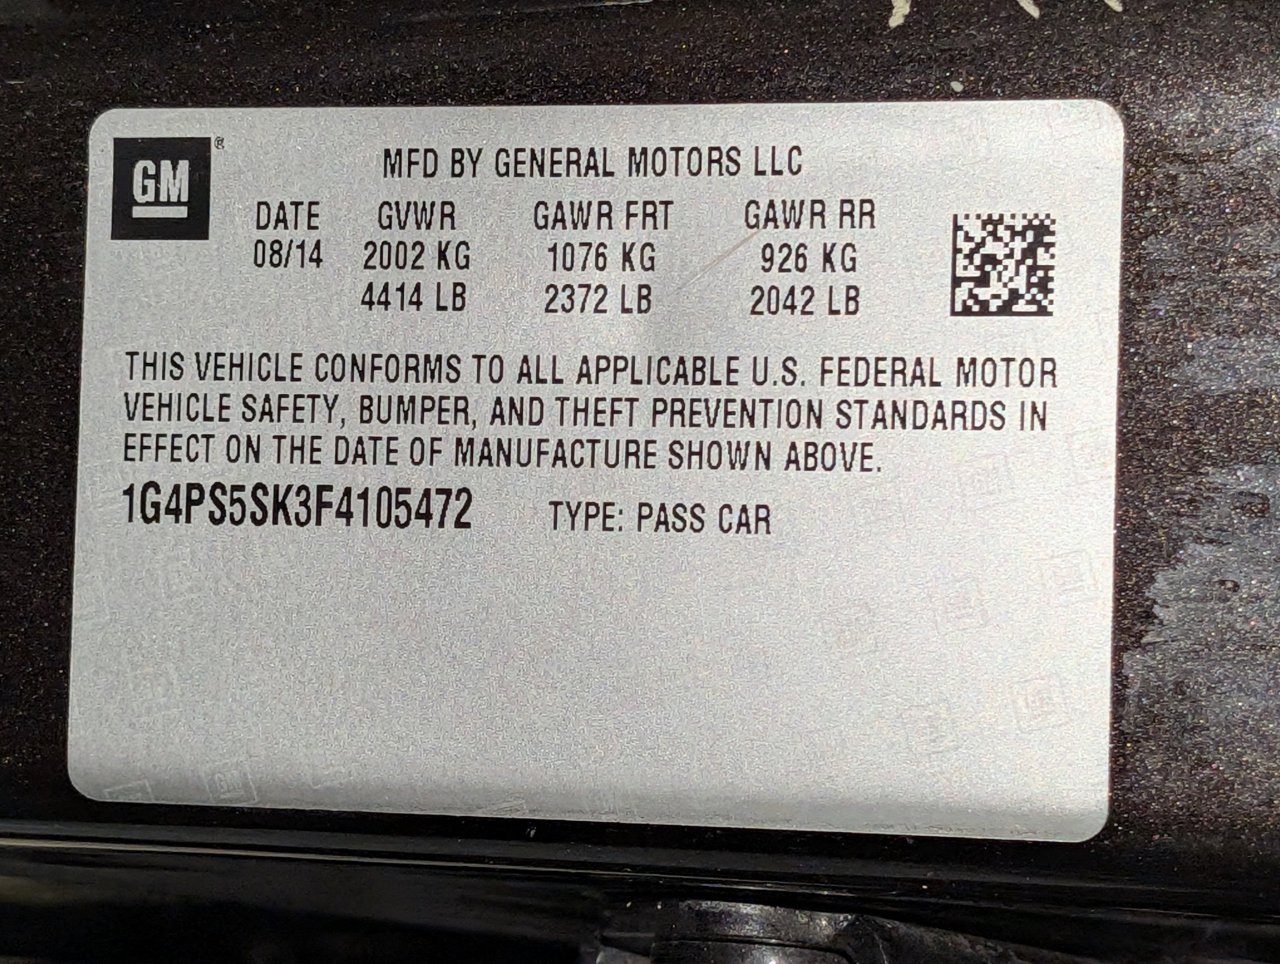 GM®
MFD BY GENERAL MOTORS LLC
DATE GVWR GAWR FRT GAWR RR
08/14 2002 KG 1076 KG 926 KG
4414 LB 2372 LB 2042 LB
THIS VEHICLE CONFORMS TO ALL APPLICABLE U.S. FEDERAL MOTOR
VEHICLE SAFETY, BUMPER, AND THEFT PREVENTION STANDARDS IN
EFFECT ON THE DATE OF MANUFACTURE SHOWN ABOVE.
1G4PS5SK3F4105472 TYPE: PASS CAR